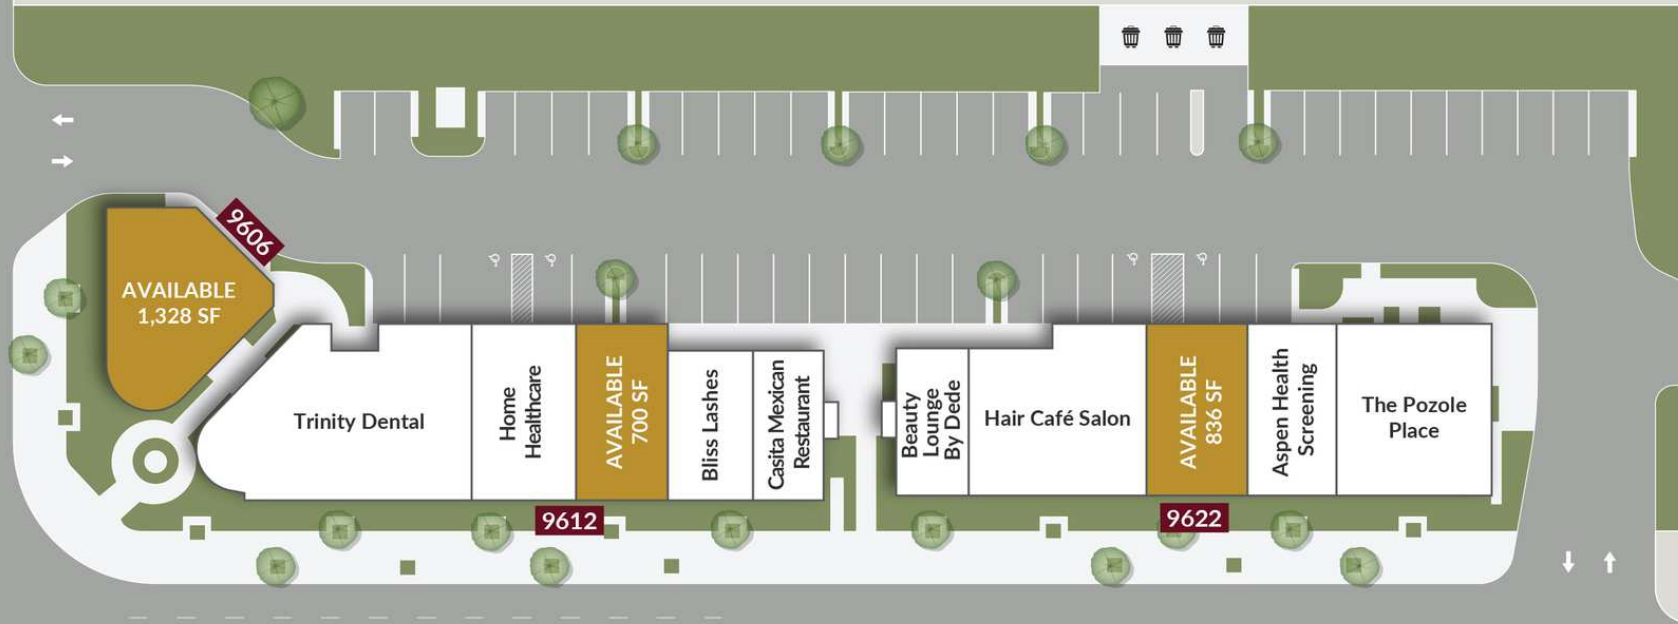 9606
AVAILABLE
1,328 SF
Trinity Dental
Home
Healthcare
AVAILABLE
700 SF
Bliss Lashes
Casita Mexican
Restaurant
Beauty
Lounge
By Dede
Hair Café Salon
AVAILABLE
836 SF
Aspen Health
Screening
The Pozole
Place
9612
9622